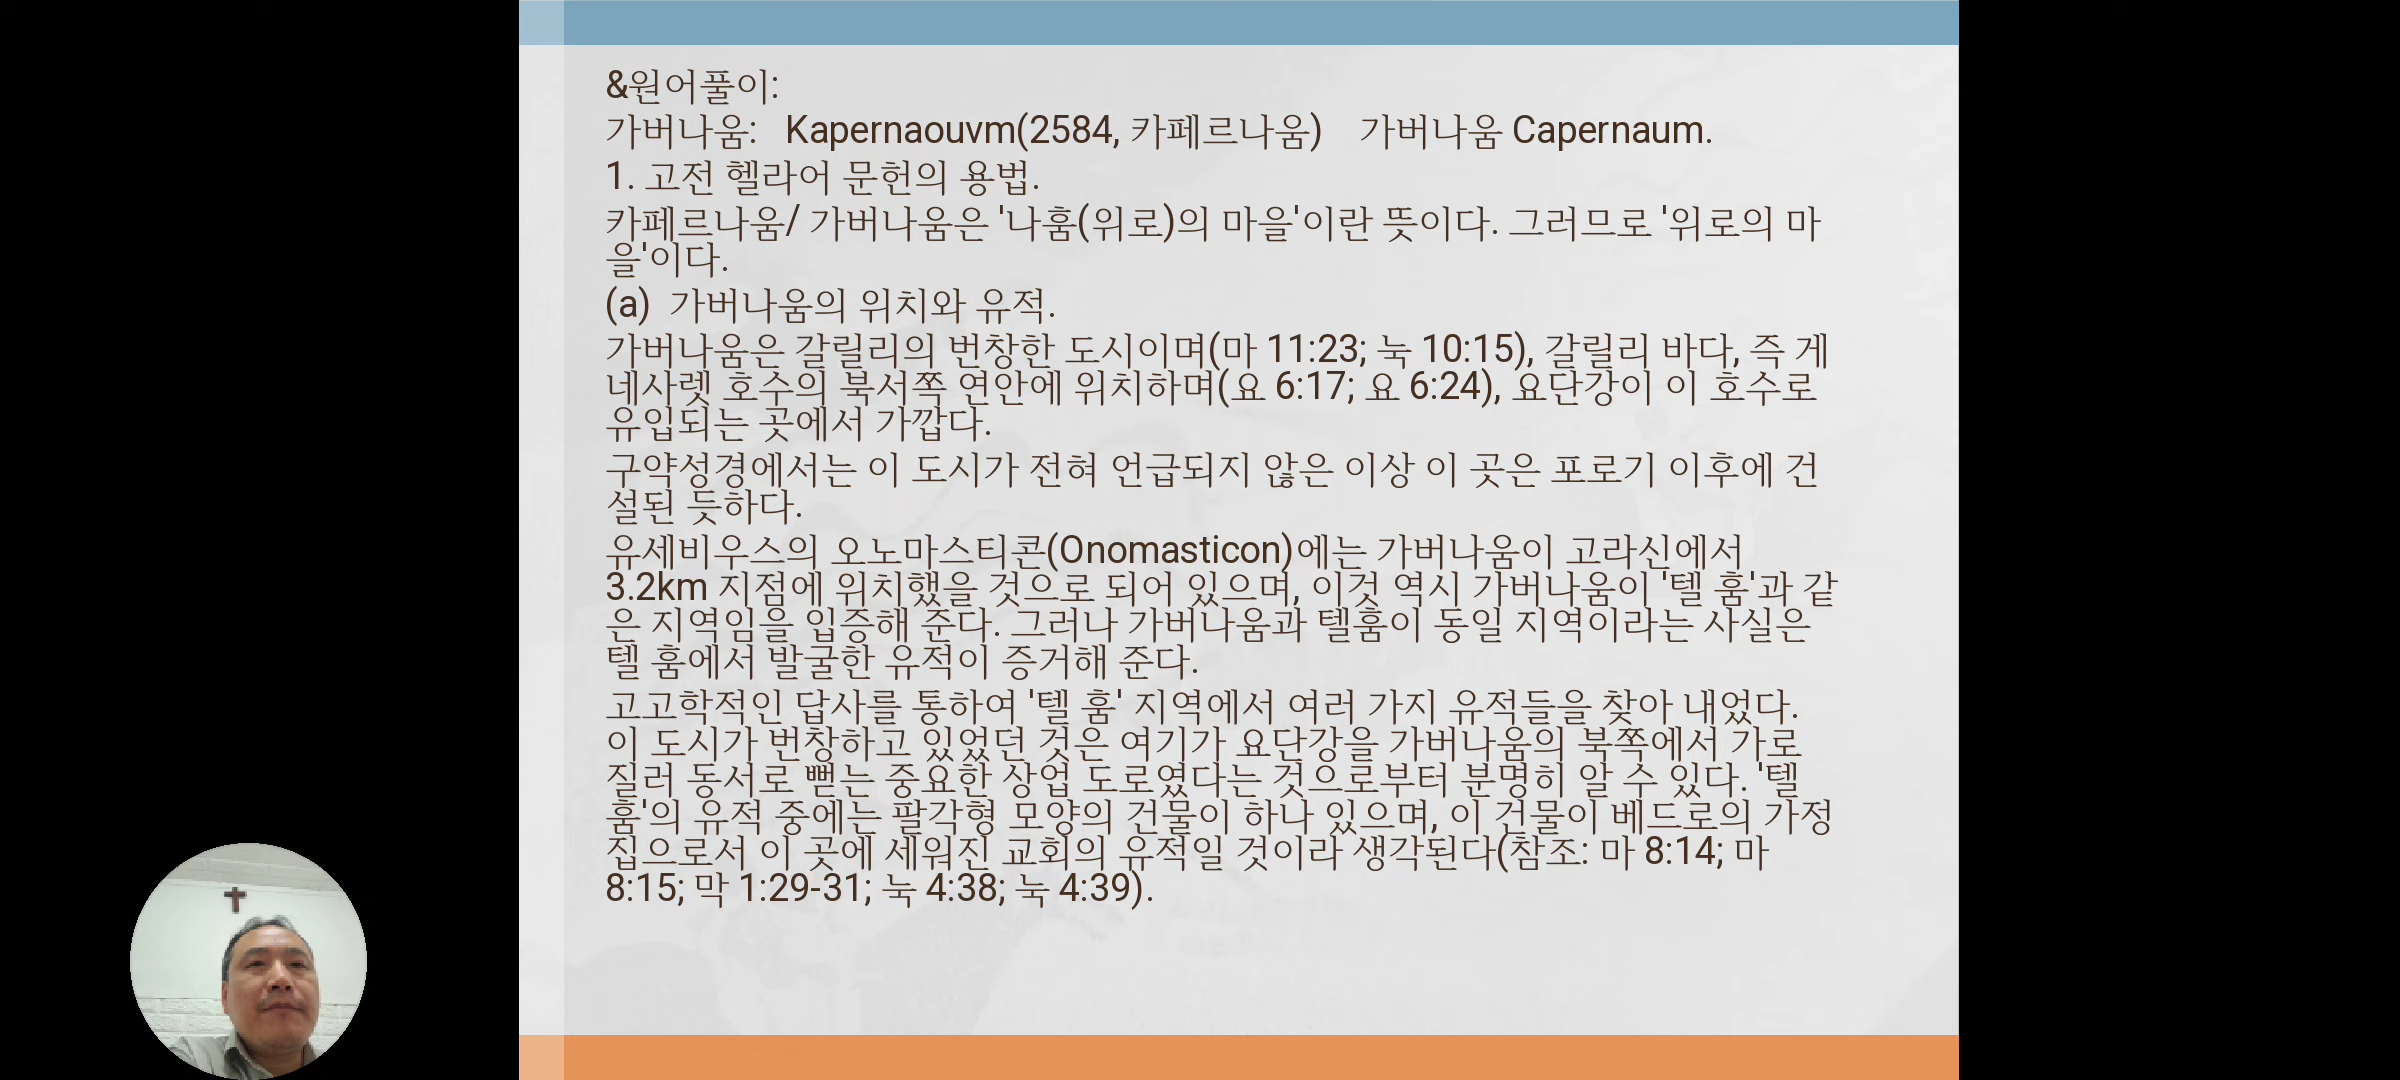 &원어풀이:
가버나움:   Kapernaouvm(2584, 카페르나움)    가버나움 Capernaum.
1. 고전 헬라어 문헌의 용법.
카페르나움/ 가버나움은 '나훔(위로)의 마을'이란 뜻이다. 그러므로 '위로의 마
을'이다.
(a)  가버나움의 위치와 유적.
가버나움은 갈릴리의 번창한 도시이며(마 11:23; 눅 10:15), 갈릴리 바다, 즉 게
네사렛 호수의 북서쪽 연안에 위치하며(요 6:17; 요 6:24), 요단강이 이 호수로
유입되는 곳에서 가깝다.
구약성경에서는 이 도시가 전혀 언급되지 않은 이상 이 곳은 포로기 이후에 건
설된 듯하다.
유세비우스의 오노마스티콘(Onomasticon)에는 가버나움이 고라신에서
3.2km 지점에 위치했을 것으로 되어 있으며, 이것 역시 가버나움이 '텔 훔'과 같
은 지역임을 입증해 준다. 그러나 가버나움과 텔훔이 동일 지역이라는 사실은
텔 훔에서 발굴한 유적이 증거해 준다.
고고학적인 답사를 통하여 '텔 훔' 지역에서 여러 가지 유적들을 찾아 내었다.
이 도시가 번창하고 있었던 것은 여기가 요단강을 가버나움의 북쪽에서 가로
질러 동서로 뻗는 중요한 상업 도로였다는 것으로부터 분명히 알 수 있다. '텔
훔'의 유적 중에는 팔각형 모양의 건물이 하나 있으며, 이 건물이 베드로의 가정
집으로서 이 곳에 세워진 교회의 유적일 것이라 생각된다(참조: 마 8:14; 마
8:15; 막 1:29-31; 눅 4:38; 눅 4:39).